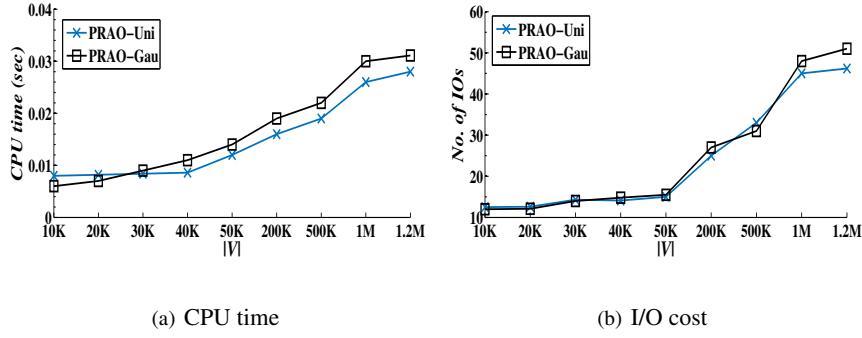 0.04
PRAO-Uni
PRAO-Gau
0.03
0.02
0.01
0
CPU time (sec)
10K 20K 30K 40K 50K 200K 500K 1M 1.2M
|V|
60
PRAO-Uni
PRAO-Gau
50
40
30
20
10
No. of IOs
10K 20K 30K 40K 50K 200K 500K 1M 1.2M
|V|
(a) CPU time
(b) I/O cost